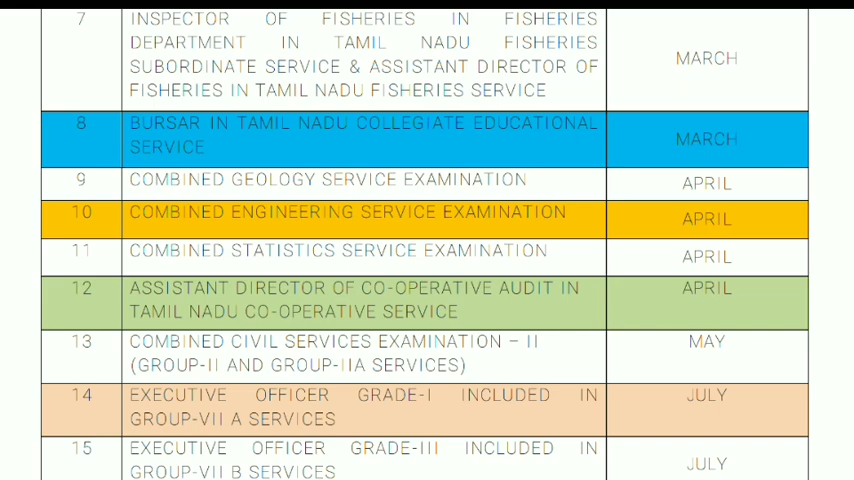 7
INSPECTOR OF FISHERIES IN FISHERIES
DEPARTMENT IN TAMIL NADU FISHERIES
SUBORDINATE SERVICE & ASSISTANT DIRECTOR OF
FISHERIES IN TAMIL NADU FISHERIES SERVICE
MARCH
8
BURSAR IN TAMIL NADU COLLEGIATE EDUCATIONAL
SERVICE
MARCH
9
COMBINED GEOLOGY SERVICE EXAMINATION
APRIL
10
COMBINED ENGINEERING SERVICE EXAMINATION
APRIL
11
COMBINED STATISTICS SERVICE EXAMINATION
APRIL
12
ASSISTANT DIRECTOR OF CO-OPERATIVE AUDIT IN
TAMIL NADU CO-OPERATIVE SERVICE
APRIL
13
COMBINED CIVIL SERVICES EXAMINATION – II
(GROUP-II AND GROUP-IIA SERVICES)
MAY
14
EXECUTIVE OFFICER GRADE-I INCLUDED IN
GROUP-VII A SERVICES
JULY
15
EXECUTIVE OFFICER GRADE-III INCLUDED IN
GROUP-VII B SERVICES
JULY